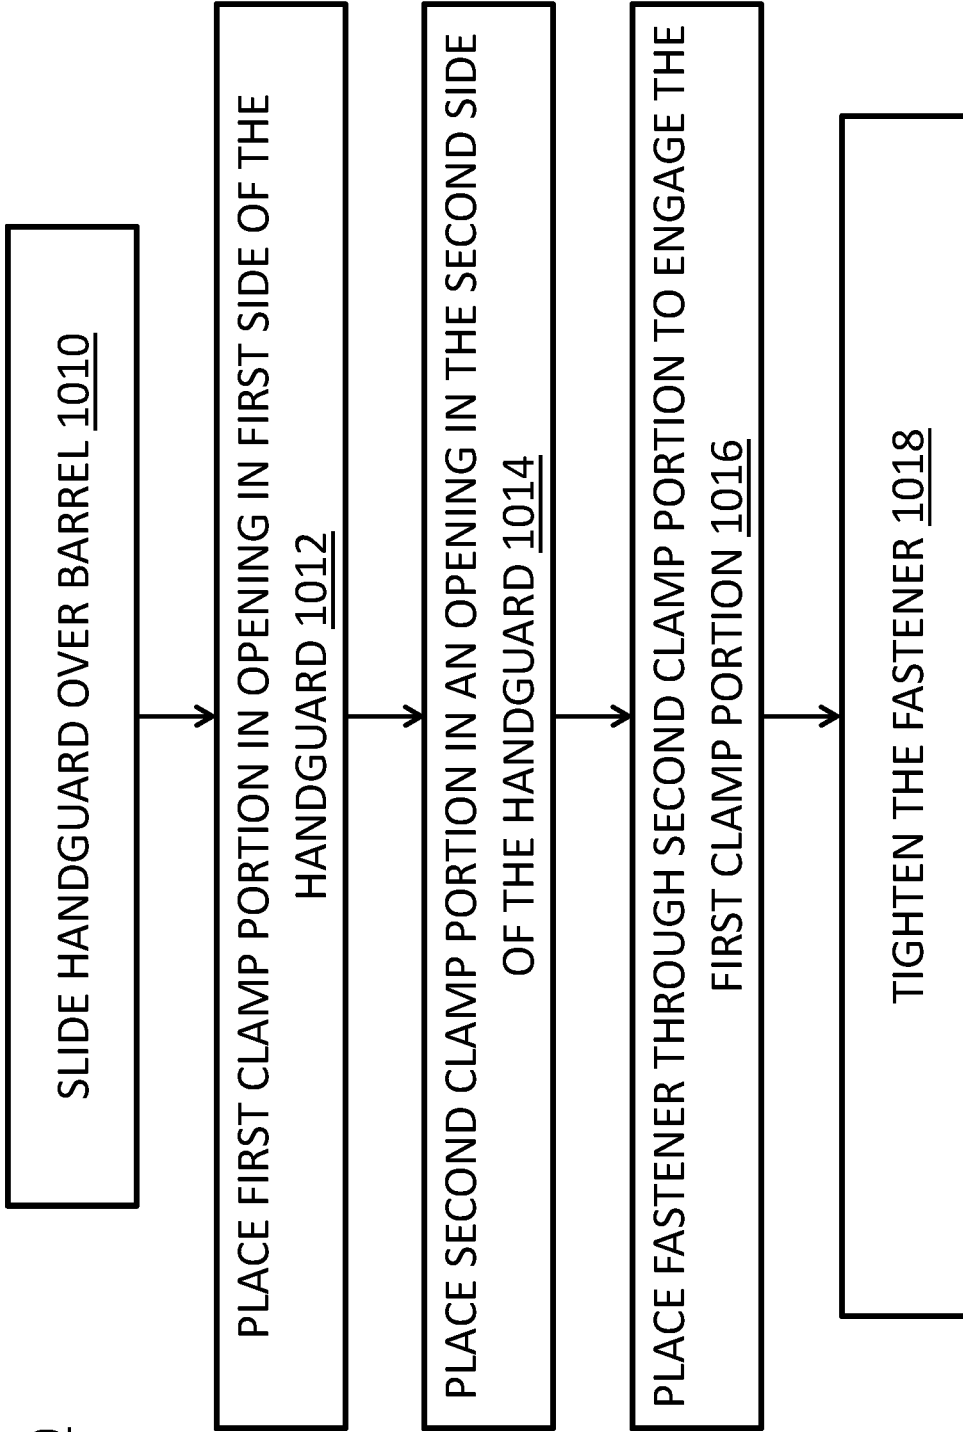 SLIDE HANDGUARD OVER BARREL 1010
PLACE FIRST CLAMP PORTION IN OPENING IN FIRST SIDE OF THE
HANDGUARD 1012
PLACE SECOND CLAMP PORTION IN AN OPENING IN THE SECOND SIDE
OF THE HANDGUARD 1014
PLACE FASTENER THROUGH SECOND CLAMP PORTION TO ENGAGE THE
FIRST CLAMP PORTION 1016
TIGHTEN THE FASTENER 1018